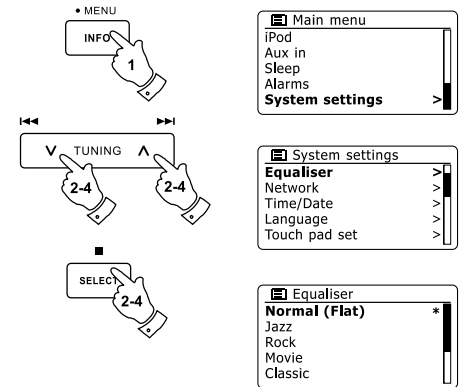 • MENU
INFO
1
Main menu
iPod
Aux in
Sleep
Alarms
System settings >
TUNING
2-4
2-4
System settings
Equaliser >
Network >
Time/Date >
Language >
Touch pad set >
SELECT
2-4
Equaliser
Normal (Flat) *
Jazz
Rock
Movie
Classic